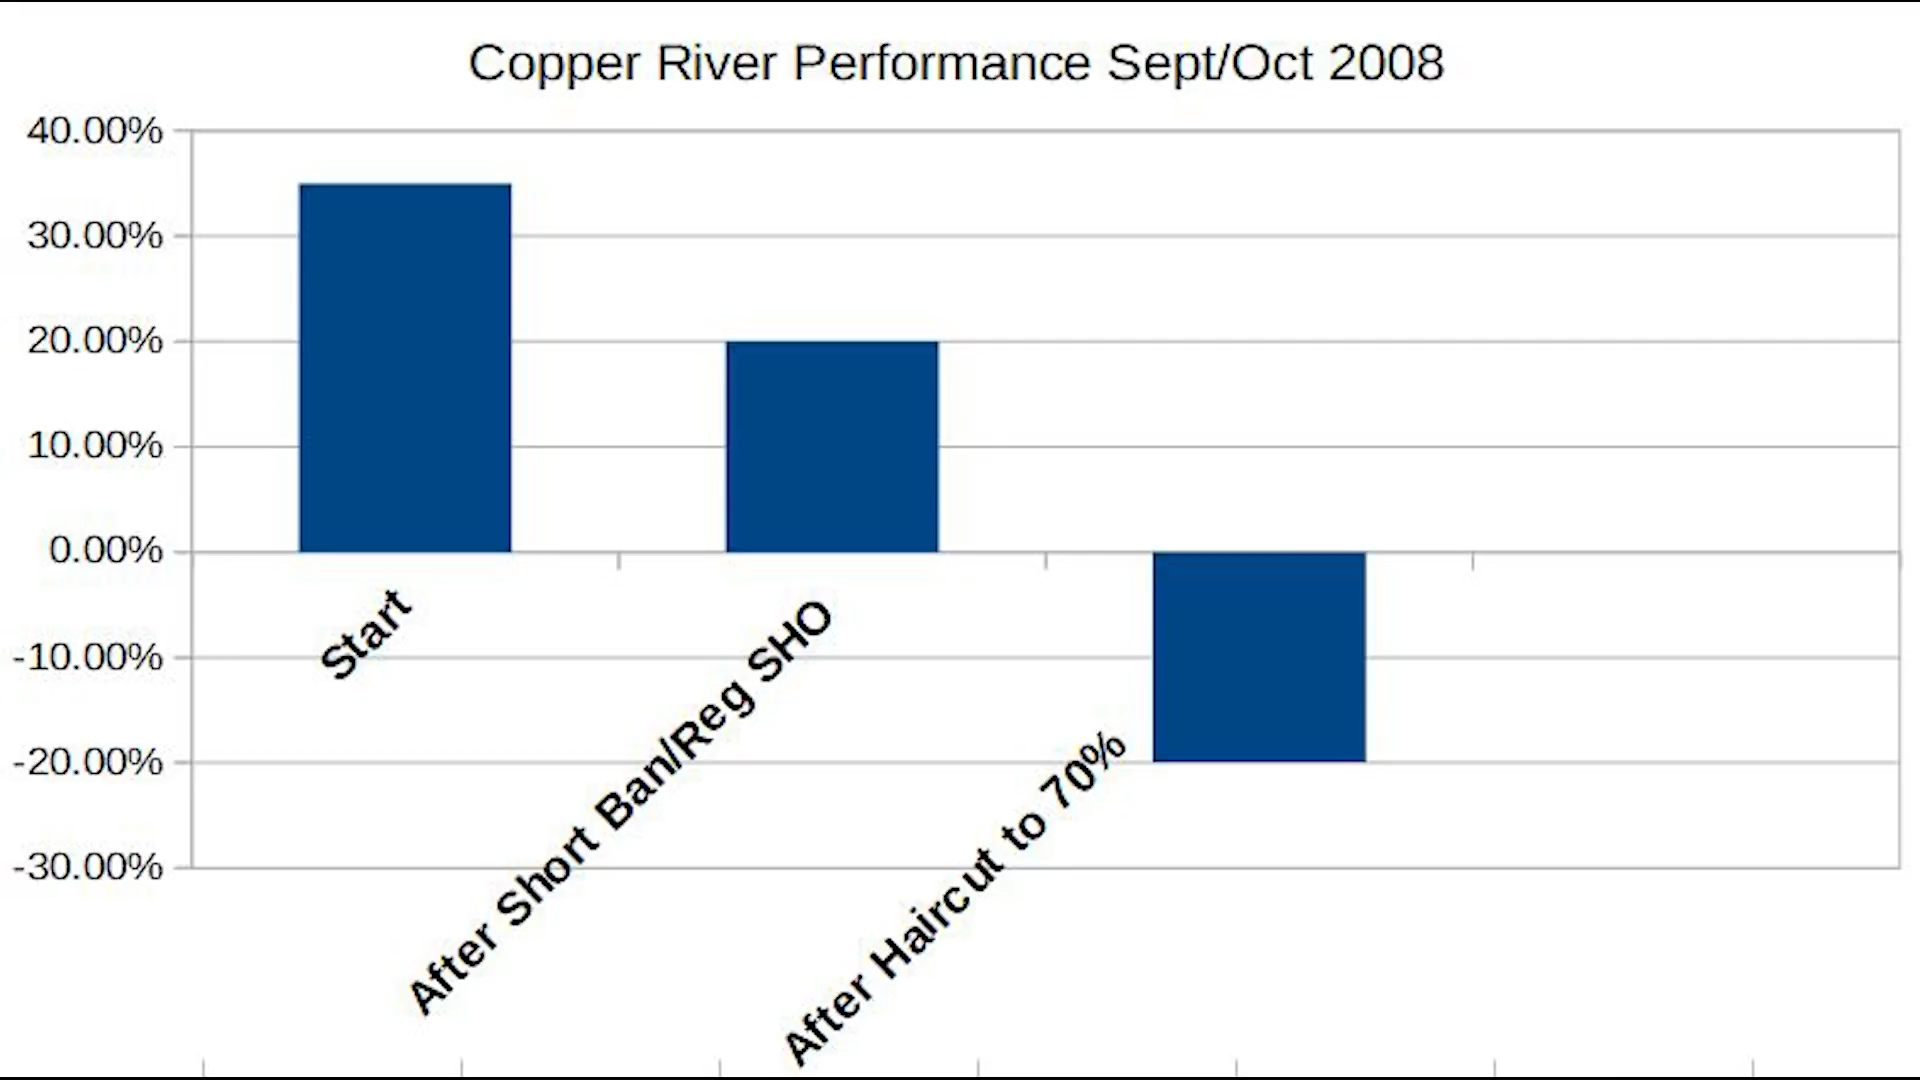 Copper River Performance Sept/Oct 2008
40.00%
30.00%
20.00%
10.00%
0.00%
-10.00%
-20.00%
-30.00%
Start
After Short Ban/Reg SHO
After Haircut to 70%